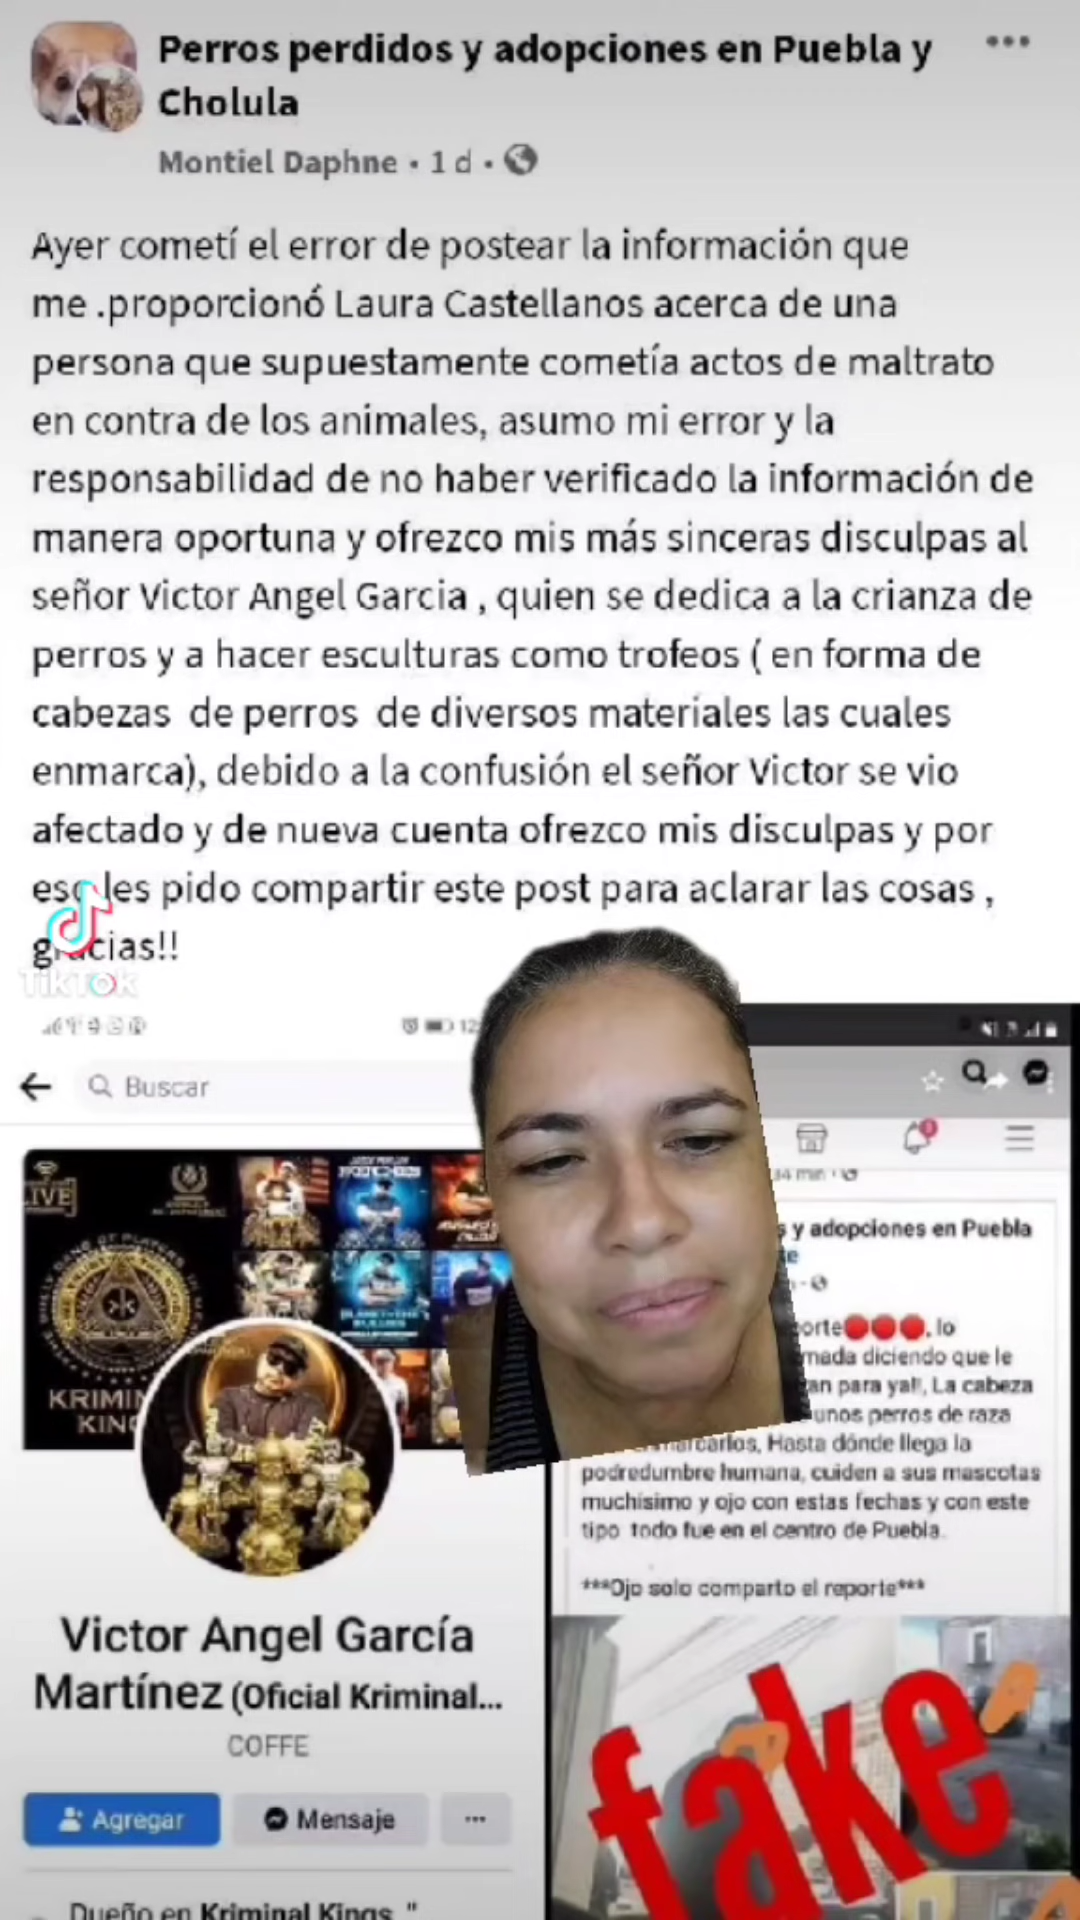 Perros perdidos y adopciones en Puebla y
Cholula
Montiel Daphne • 1 d •
Ayer cometí el error de postear la información que
me .proporcionó Laura Castellanos acerca de una
persona que supuestamente cometía actos de maltrato
en contra de los animales, asumo mi error y la
responsabilidad de no haber verificado la información de
manera oportuna y ofrezco mis más sinceras disculpas al
señor Victor Angel Garcia , quien se dedica a la crianza de
perros y a hacer esculturas como trofeos ( en forma de
cabezas de perros de diversos materiales las cuales
enmarca), debido a la confusión el señor Victor se vio
afectado y de nueva cuenta ofrezco mis disculpas y por
eso les pido compartir este post para aclarar las cosas ,
gracias!!
TikTok
12
Buscar
LIVE
KRIMIN
KING
Victor Angel García
Martínez (Oficial Kriminal...
COFFE
Agregar
Mensaje
...
Dueño en Kriminal Kings "
34 min
y adopciones en Puebla
orte🔴🔴🔴, lo
mada diciendo que le
an para ya!!, La cabeza
unos perros de raza
marcarlos, Hasta dónde llega la
podredumbre humana, cuiden a sus mascotas
muchísimo y ojo con estas fechas y con este
tipo todo fue en el centro de Puebla.
***Ojo solo comparto el reporte***
fake